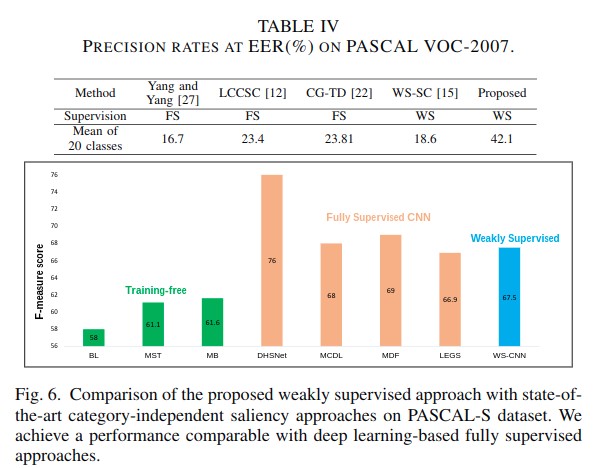 TABLE IV
PRECISION RATES AT EER(%) ON PASCAL VOC-2007.
Method Yang and Yang [27] LCCSC [12] CG-TD [22] WS-SC [15] Proposed
Supervision FS FS FS WS WS
Mean of 20 classes 16.7 23.4 23.81 18.6 42.1
76
74
72
70
68
66
64
62
60
58
56
F-measure score
Training-free
Fully Supervised CNN
Weakly Supervised
58 61.1 61.6 76 68 69 66.9 67.5
BL MST MB DHSNet MCDL MDF LEGS WS-CNN
Fig. 6. Comparison of the proposed weakly supervised approach with state-of-
the-art category-independent saliency approaches on PASCAL-S dataset. We
achieve a performance comparable with deep learning-based fully supervised
approaches.